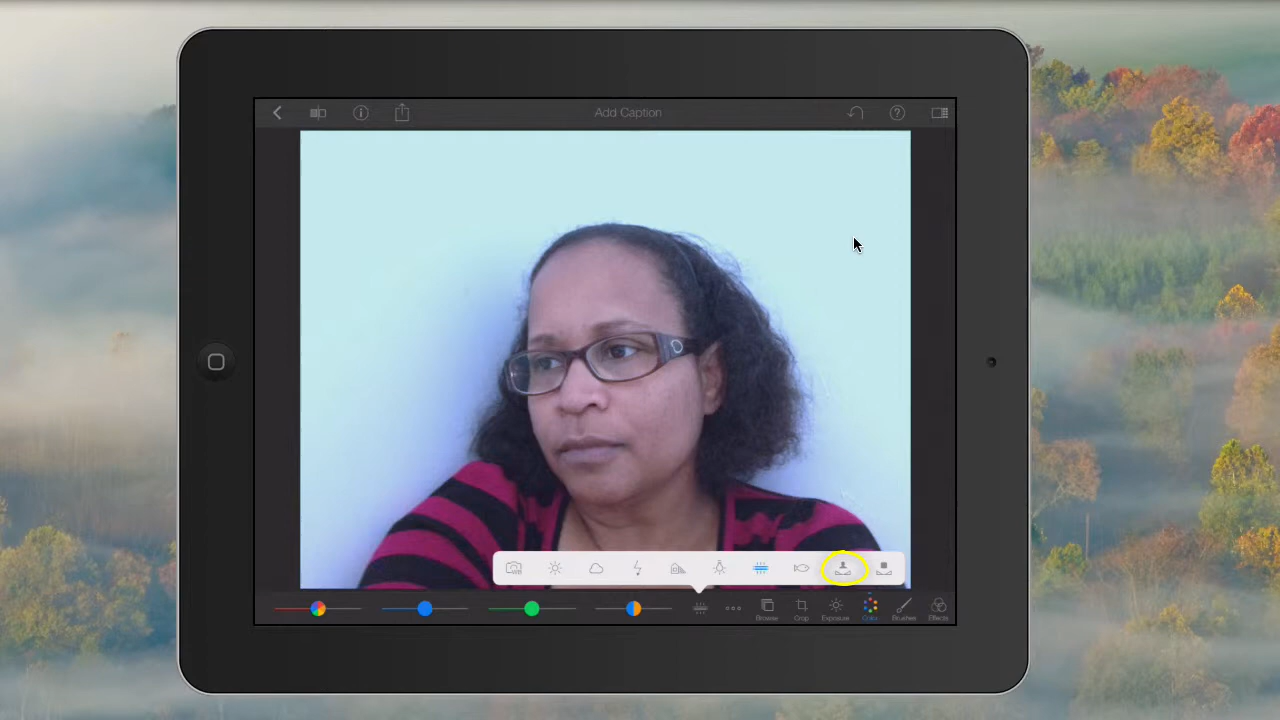 Add Caption
Browser
Crop
Exposure
Color
Brushes
Effects